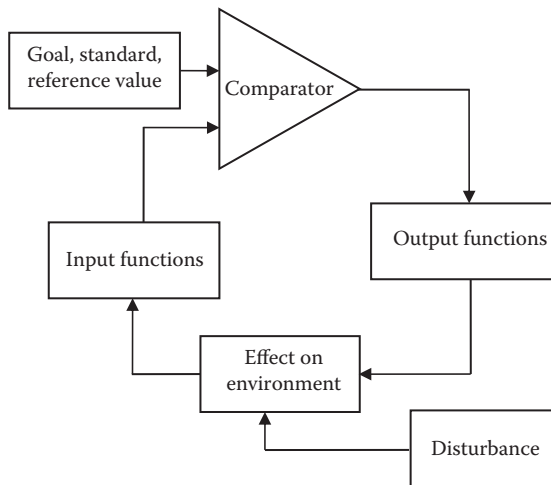 Goal, standard,
reference value
Comparator
Input functions
Output functions
Effect on
environment
Disturbance